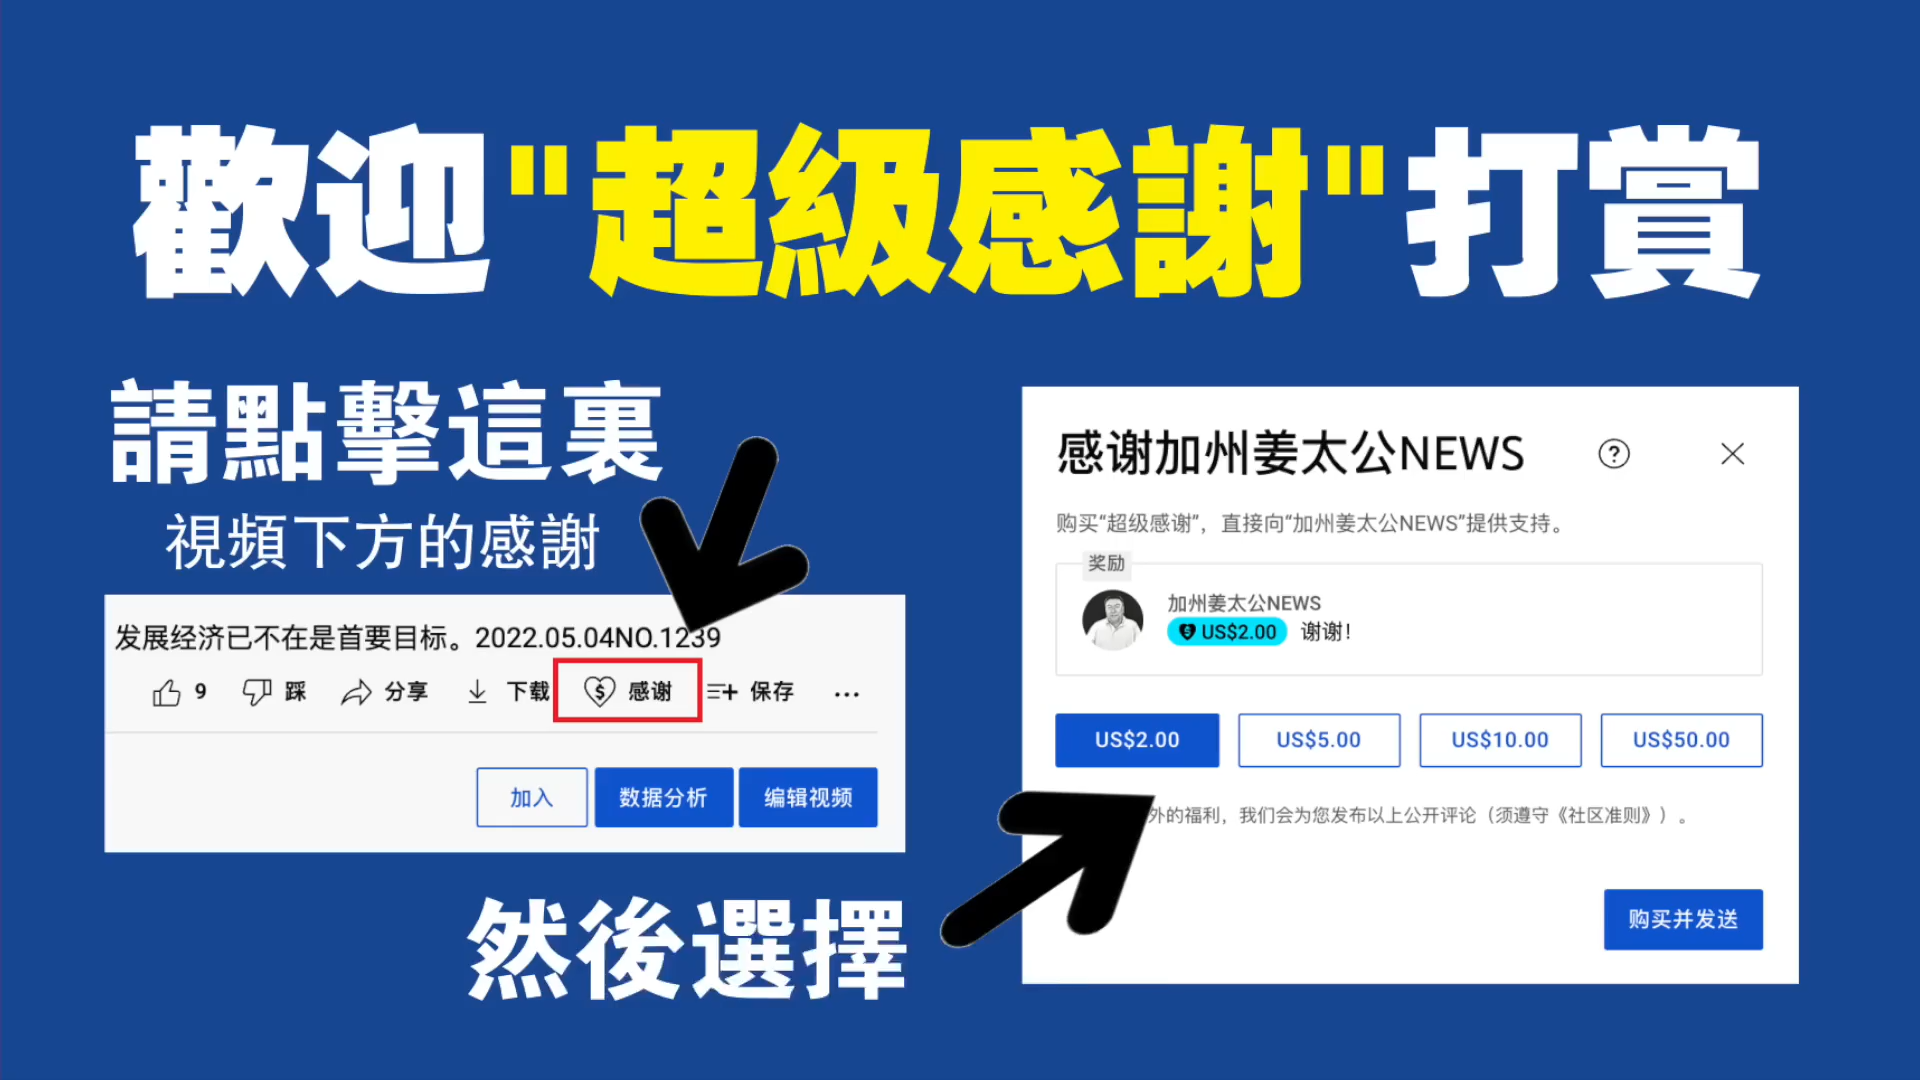 歡迎"超級感謝"打賞
請點擊這裏
視頻下方的感謝
发展经济已不在是首要目标。2022.05.04NO.1239
9 踩 分享 下载 感谢 保存 ...
加入 数据分析 编辑视频
然後選擇
感谢加州姜太公NEWS
购买“超级感谢”，直接向“加州姜太公NEWS”提供支持。
奖励
加州姜太公NEWS
US$2.00 谢谢！
US$2.00 US$5.00 US$10.00 US$50.00
外的福利，我们会为您发布以上公开评论（须遵守《社区准则》）。
购买并发送